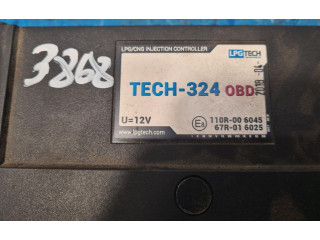 3868
LPG/CNG INJECTION CONTROLLER
LPGTECH
TECH-324 OBD
U=12V
www.lpgtech.com
110R-00 6045
67R-01 6025